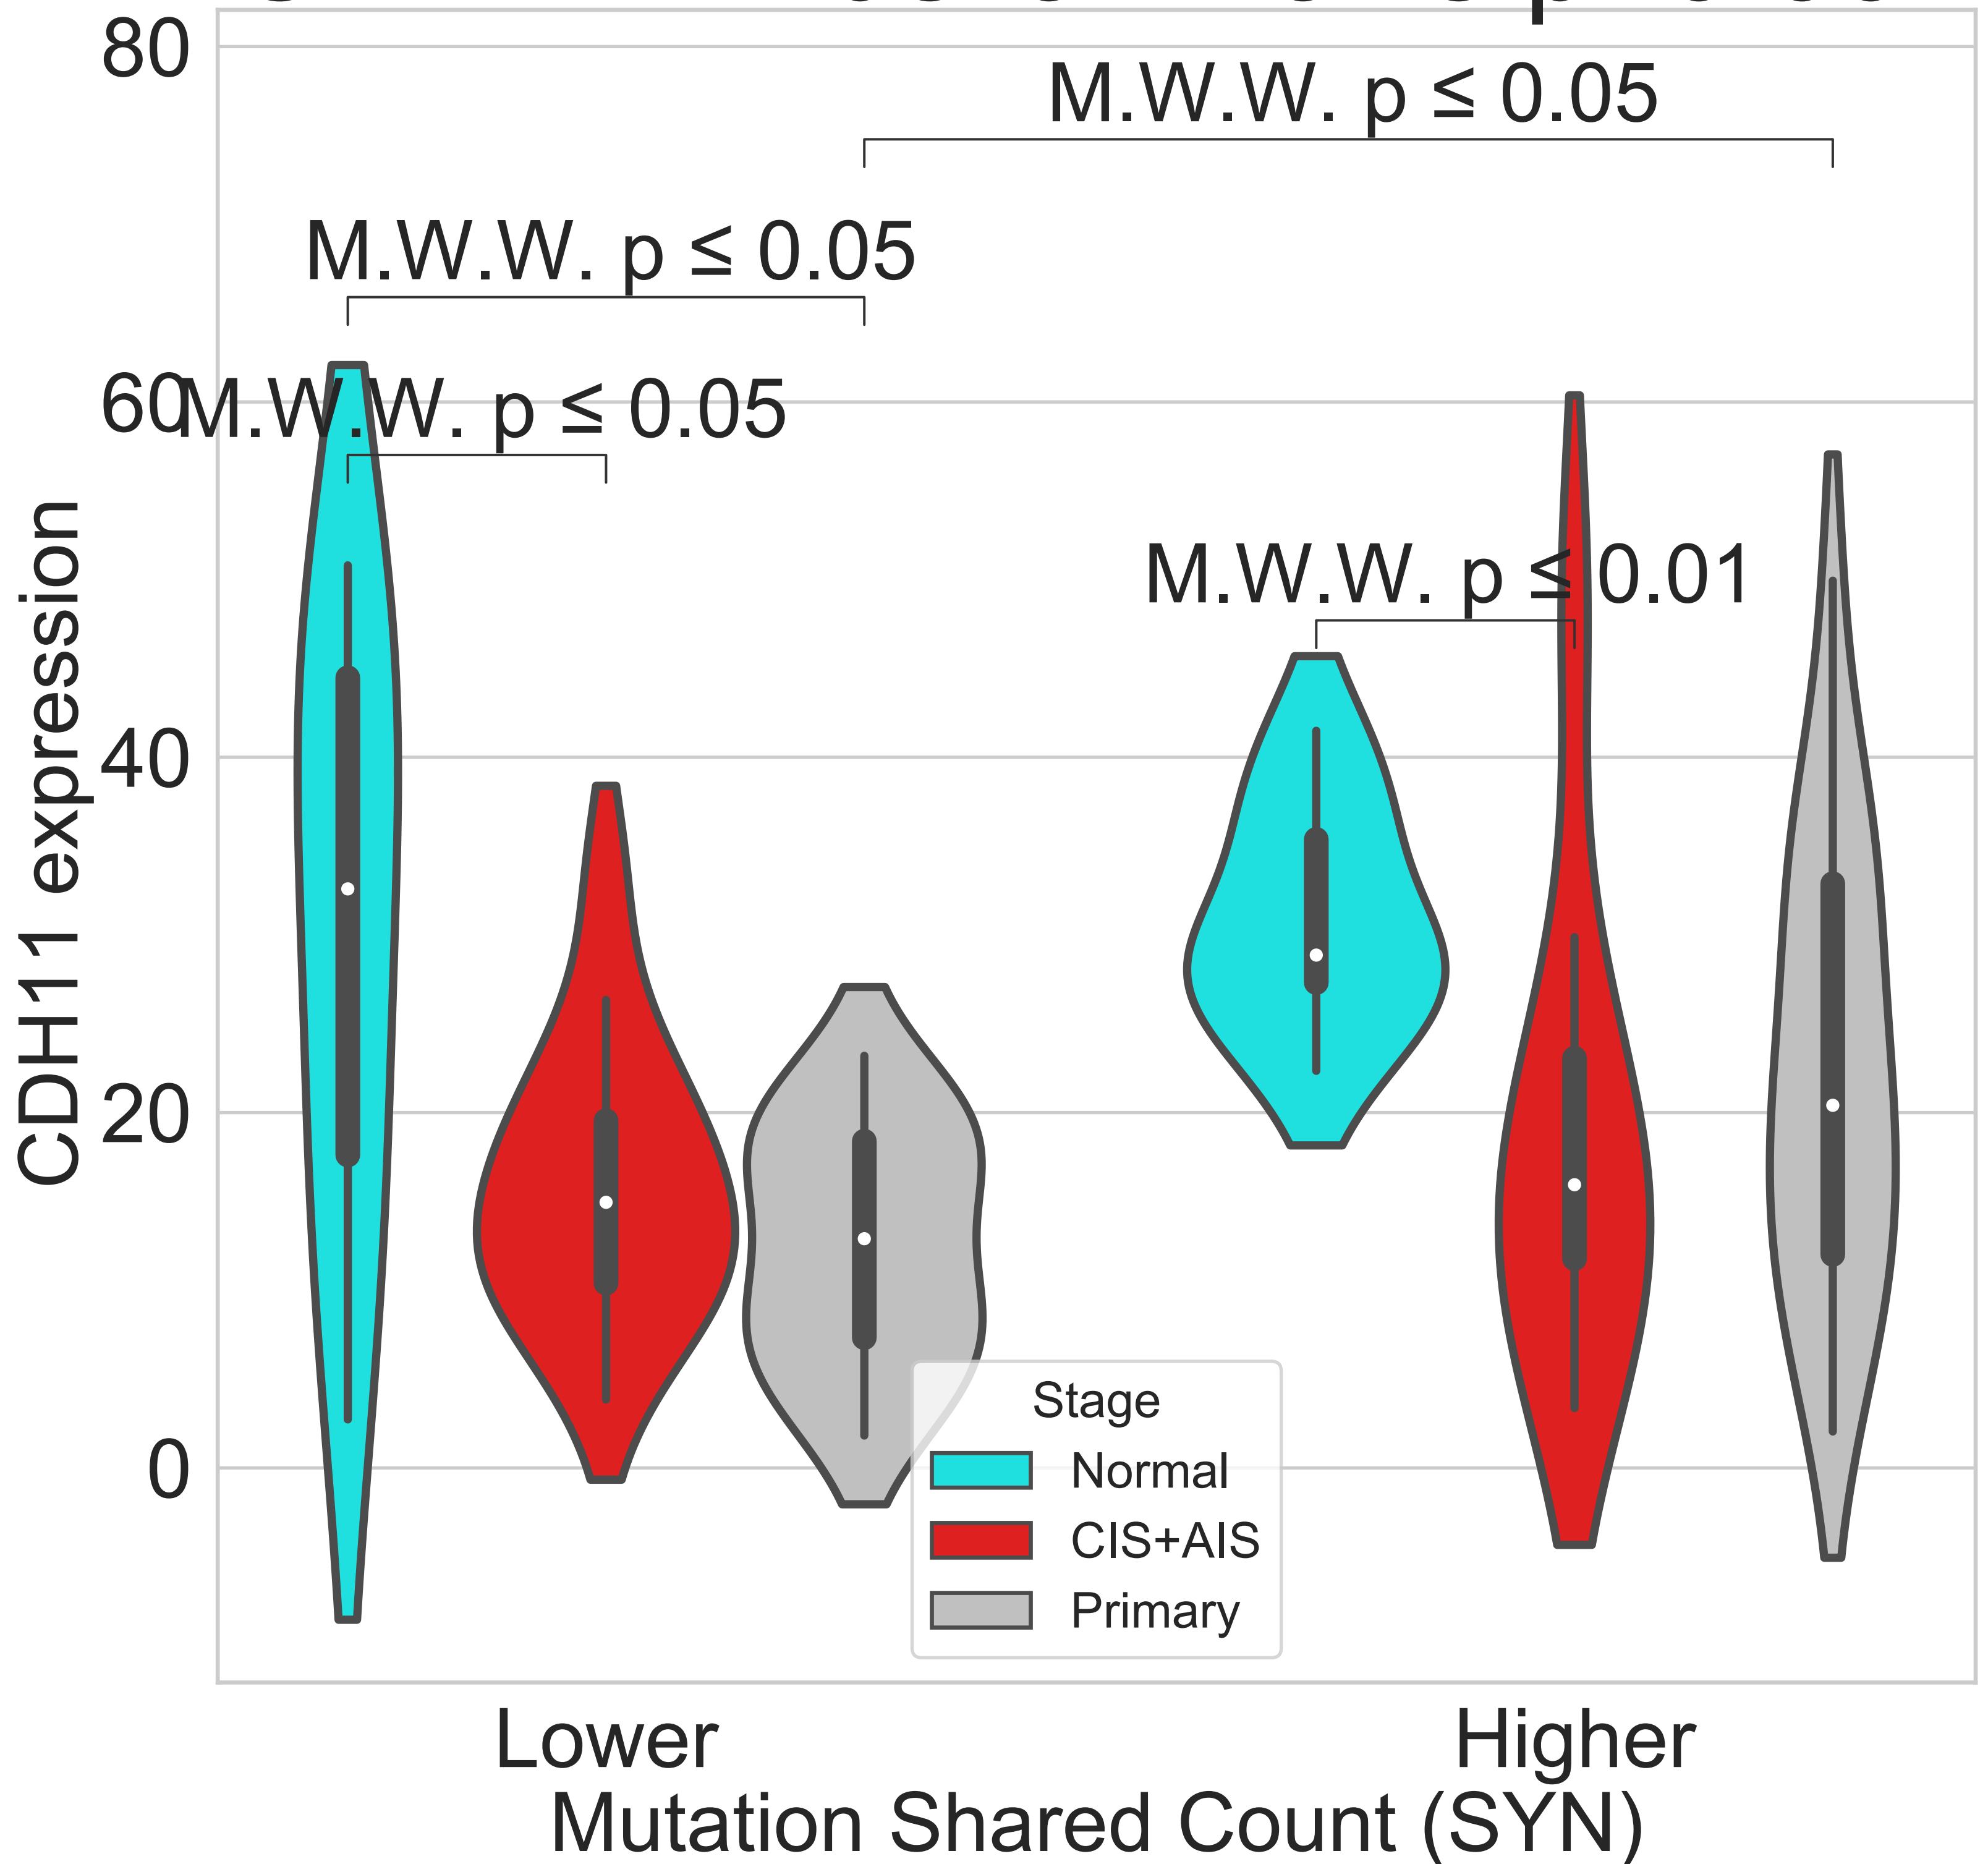 80
M.W.W. p ≤ 0.05
M.W.W. p ≤ 0.05
60
M.W.W. p ≤ 0.05
M.W.W. p ≤ 0.01
40
20
0
CDH11 expression
Stage
Normal
CIS+AIS
Primary
Lower
Higher
Mutation Shared Count (SYN)